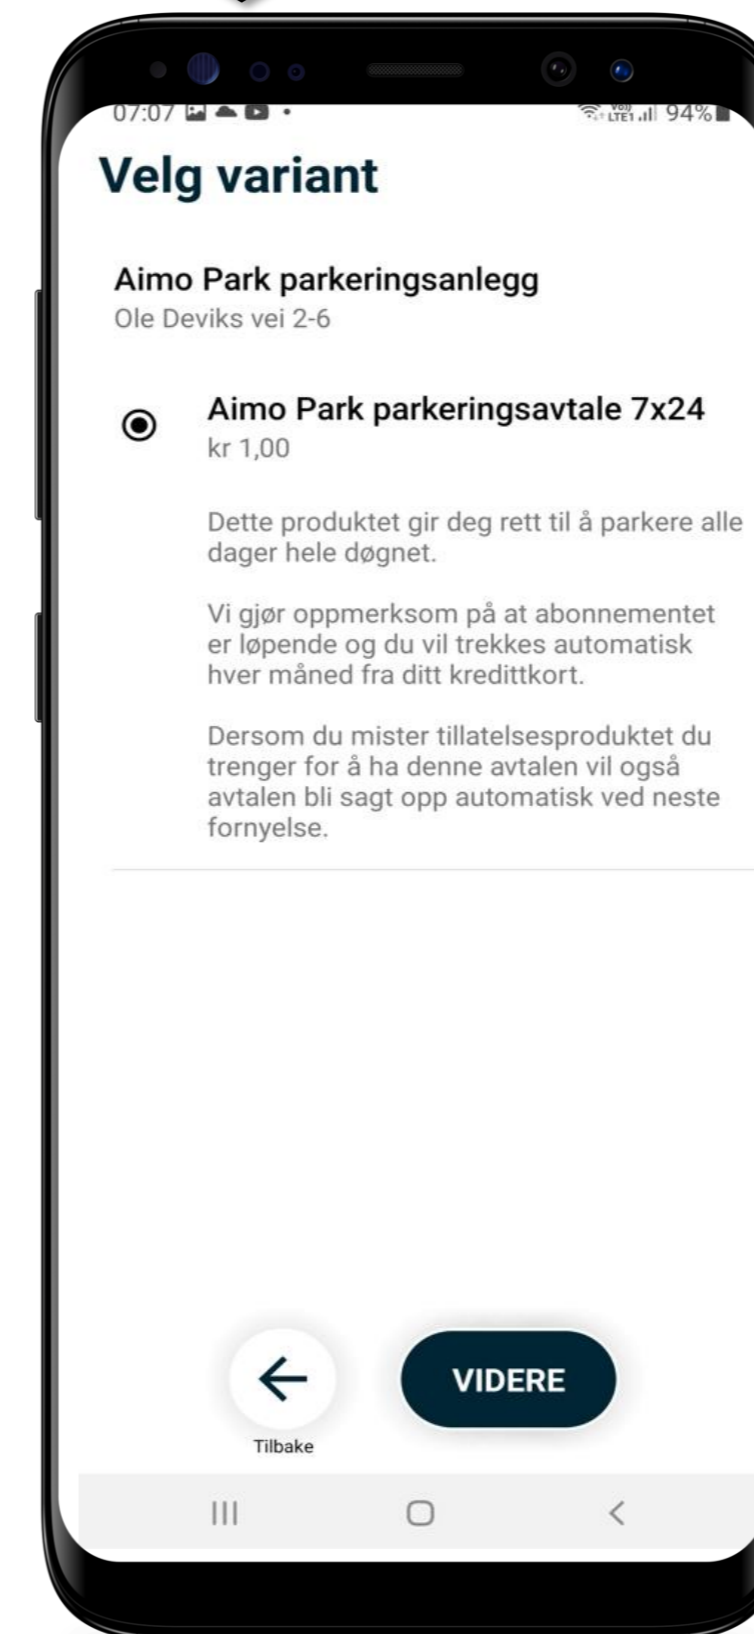 07:07 94%
Velg variant
Aimo Park parkeringsanlegg
Ole Deviks vei 2-6
Aimo Park parkeringsavtale 7x24
kr 1,00
Dette produktet gir deg rett til å parkere alle
dager hele døgnet.
Vi gjør oppmerksom på at abonnementet
er løpende og du vil trekkes automatisk
hver måned fra ditt kredittkort.
Dersom du mister tillatelsesproduktet du
trenger for å ha denne avtalen vil også
avtalen bli sagt opp automatisk ved neste
fornyelse.
VIDERE
Tilbake